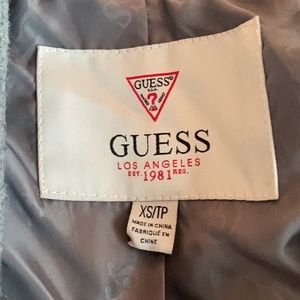 GUESS
U.S.A.
?
GUESS
LOS ANGELES
EST. 1981 REG.
XS/TP
MADE IN CHINA
FABRIQUÉ EN
CHINE